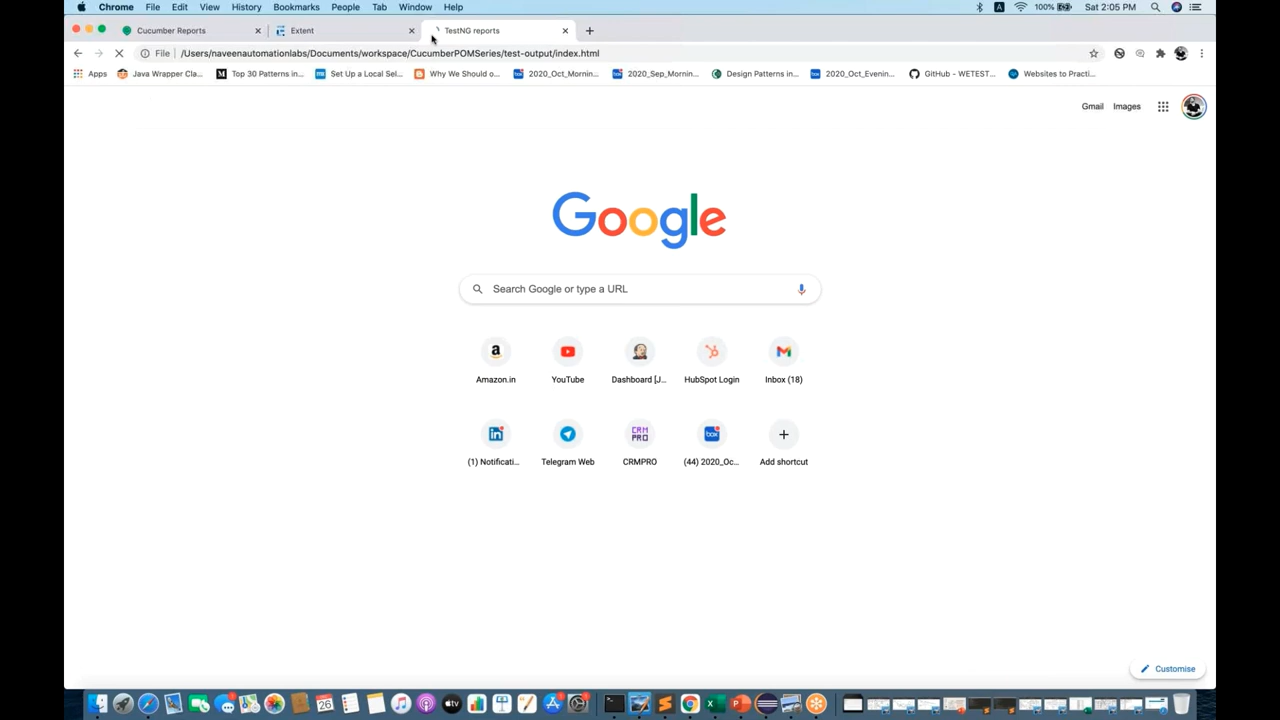 Chrome File Edit View History Bookmarks People Tab Window Help A 100% Sat 2:05 PM
Cucumber Reports Extent TestNG reports
File /Users/naveenautomationlabs/Documents/workspace/CucumberPOMSeries/test-output/index.html
Apps Java Wrapper Cla... Top 30 Patterns in... Set Up a Local Sel... Why We Should o... 2020_Oct_Mornin... 2020_Sep_Mornin... Design Patterns in... 2020_Oct_Evenin... GitHub - WETEST... Websites to Practi...
Gmail Images
Google
Search Google or type a URL
Amazon.in YouTube Dashboard [J... HubSpot Login Inbox (18)
CRM PRO
(1) Notificati... Telegram Web CRMPRO (44) 2020_Oc... Add shortcut
Customise